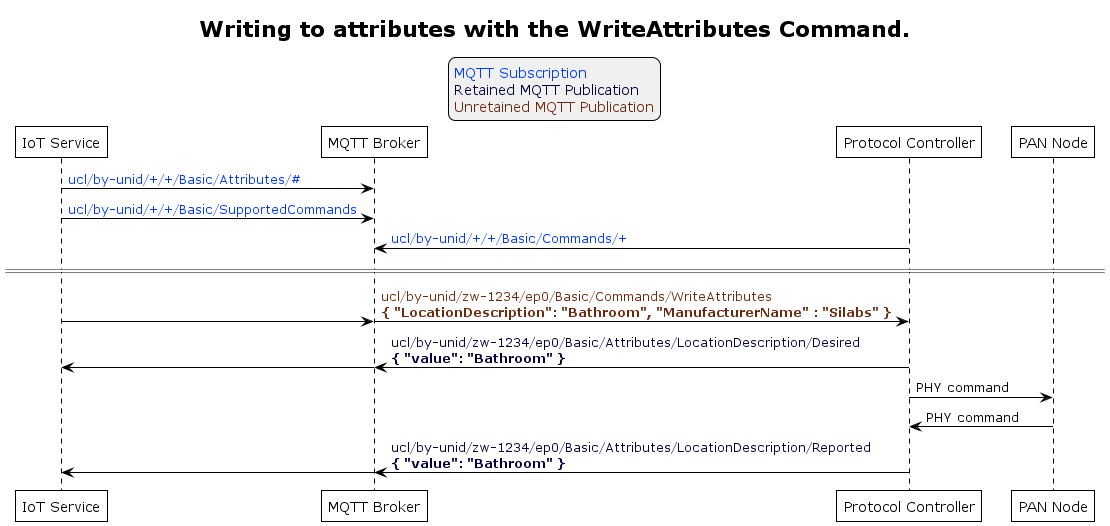 Writing to attributes with the WriteAttributes Command.
MQTT Subscription
Retained MQTT Publication
Unretained MQTT Publication
IoT Service MQTT Broker Protocol Controller PAN Node
ucl/by-unid/+/+/Basic/Attributes/#
ucl/by-unid/+/+/Basic/SupportedCommands
ucl/by-unid/+/+/Basic/Commands/+
ucl/by-unid/zw-1234/ep0/Basic/Commands/WriteAttributes
{ "LocationDescription": "Bathroom", "ManufacturerName" : "Silabs" }
ucl/by-unid/zw-1234/ep0/Basic/Attributes/LocationDescription/Desired
{ "value": "Bathroom" }
PHY command
PHY command
ucl/by-unid/zw-1234/ep0/Basic/Attributes/LocationDescription/Reported
{ "value": "Bathroom" }
IoT Service MQTT Broker Protocol Controller PAN Node